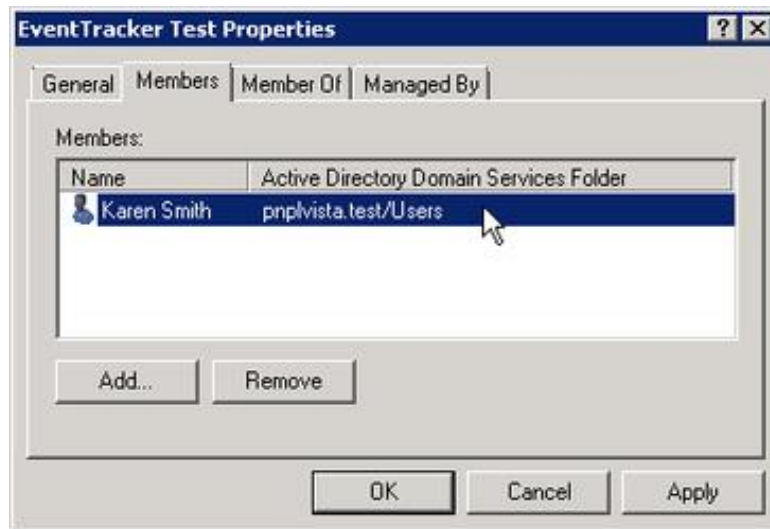 EventTracker Test Properties ? X
General Members Member Of Managed By
Members:
Name Active Directory Domain Services Folder
Karen Smith pnplvista.test/Users
Add... Remove
OK Cancel Apply